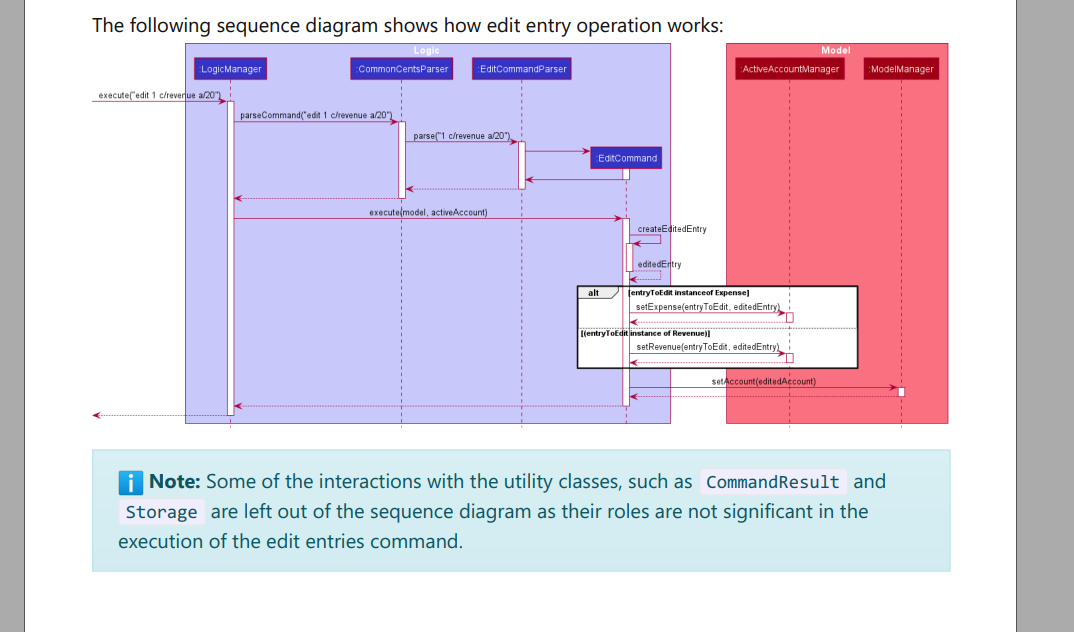 The following sequence diagram shows how edit entry operation works:
Logic
Model
:LogicManager
:CommonCentsParser
:EditCommandParser
:ActiveAccountManager
:ModelManager
execute("edit 1 c/revenue a/20")
parseCommand("edit 1 c/revenue a/20")
parse("1 c/revenue a/20")
:EditCommand
execute(model, activeAccount)
createEditedEntry
editedEntry
alt
[entryToEdit instanceof Expense]
setExpense(entryToEdit, editedEntry)
[(entryToEdit instance of Revenue)]
setRevenue(entryToEdit, editedEntry)
setAccount(editedAccount)
i Note: Some of the interactions with the utility classes, such as CommandResult and
Storage are left out of the sequence diagram as their roles are not significant in the
execution of the edit entries command.